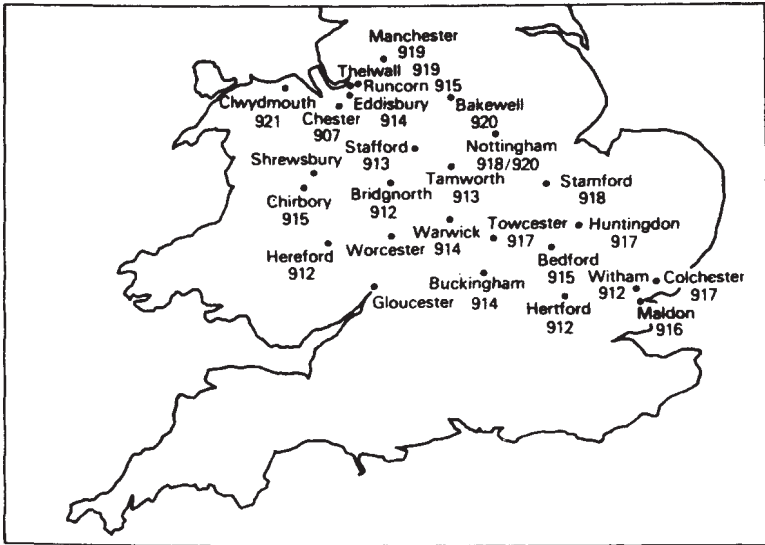 Manchester
919
Thelwall 919
Runcorn 915
Clwydmouth
921
Chester
907
Eddisbury
914
Bakewell
920
Stafford
913
Nottingham
918/920
Shrewsbury
Tamworth
913
Stamford
918
Chirbory
915
Bridgnorth
912
Warwick
914
Towcester
917
Huntingdon
917
Hereford
912
Worcester
Bedford
915
Witham
912
Colchester
917
Gloucester
Buckingham
914
Hertford
912
Maldon
916